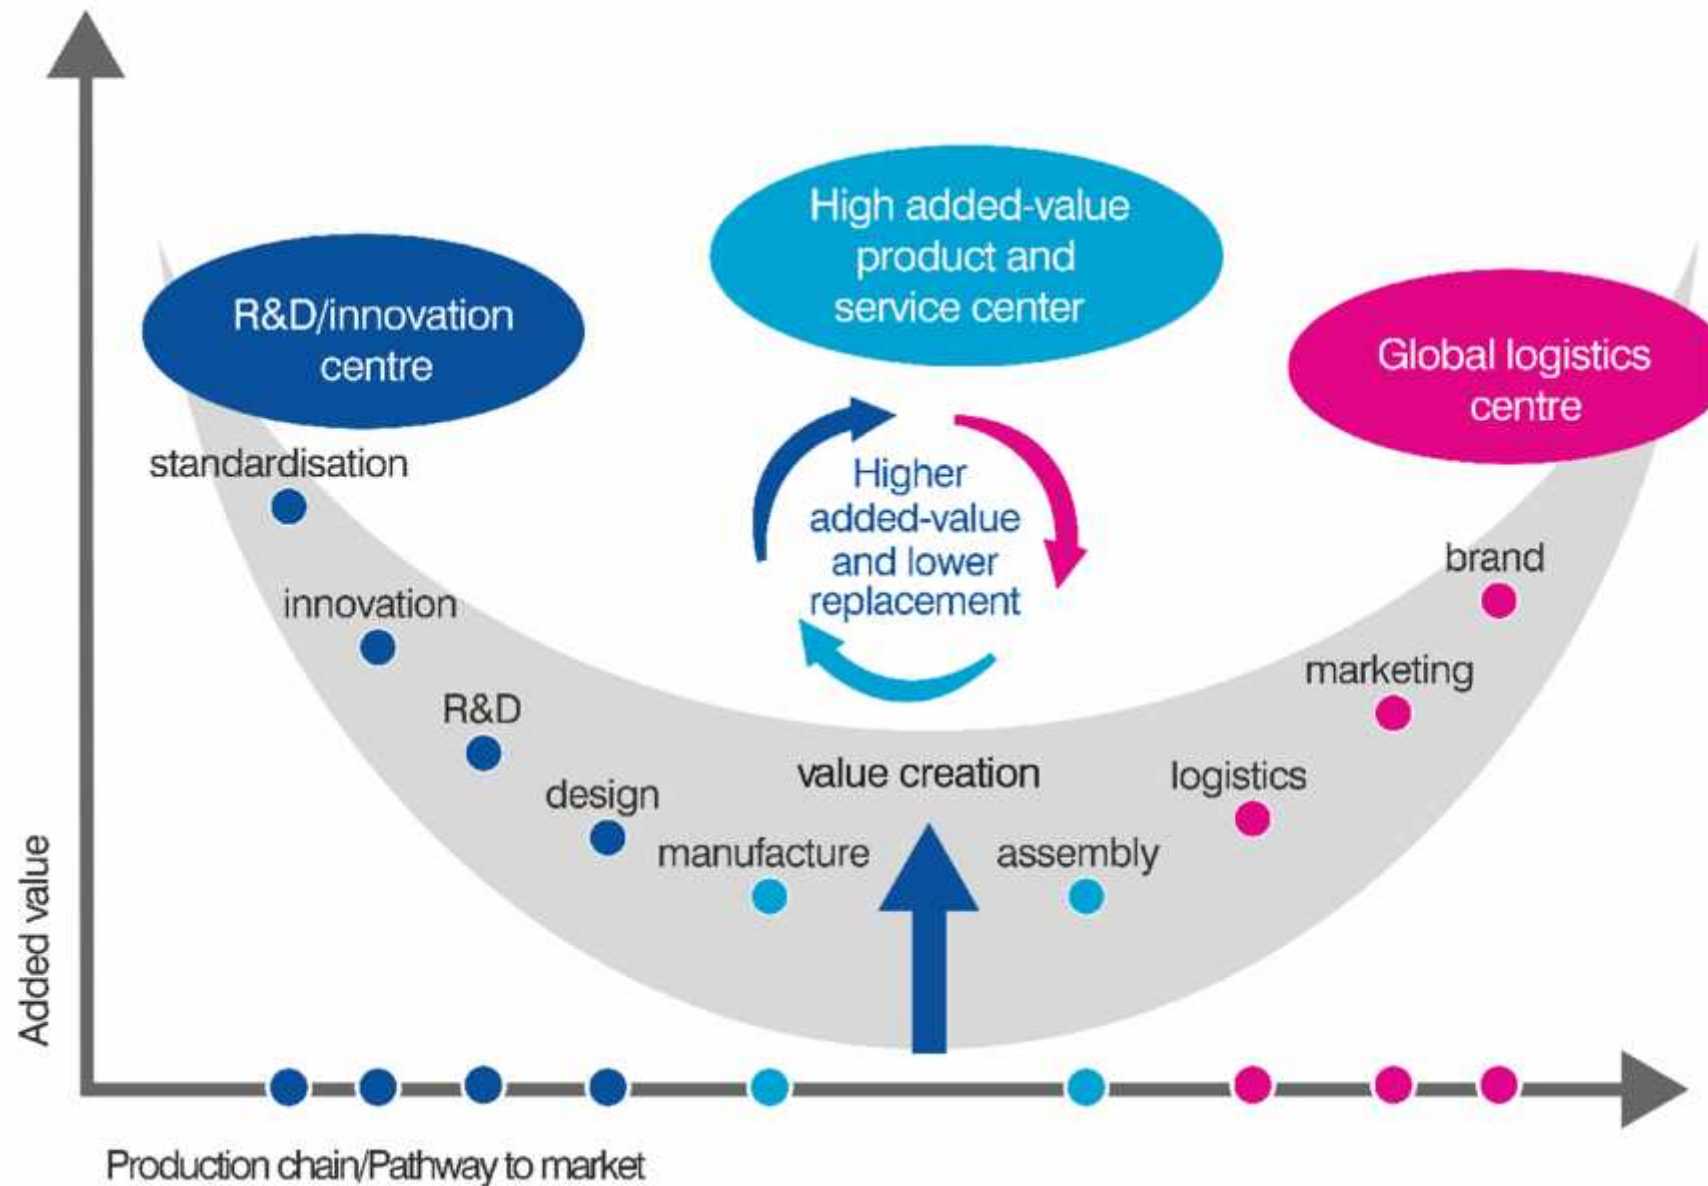 High added-value
product and
service center
R&D/innovation
centre
Global logistics
centre
Higher
added-value
and lower
replacement
standardisation
innovation
R&D
design
manufacture
value creation
assembly
logistics
marketing
brand
Added value
Production chain/Pathway to market